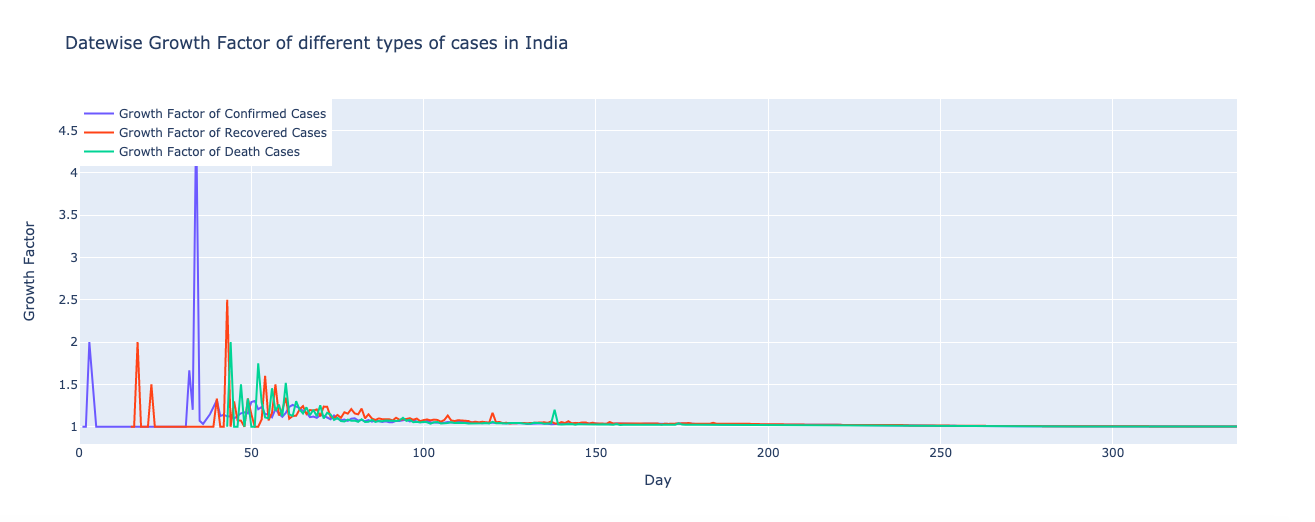 Datewise Growth Factor of different types of cases in India
Growth Factor of Confirmed Cases
Growth Factor of Recovered Cases
Growth Factor of Death Cases
4.5
4
3.5
3
2.5
2
1.5
1
Growth Factor
0 50 100 150 200 250 300
Day